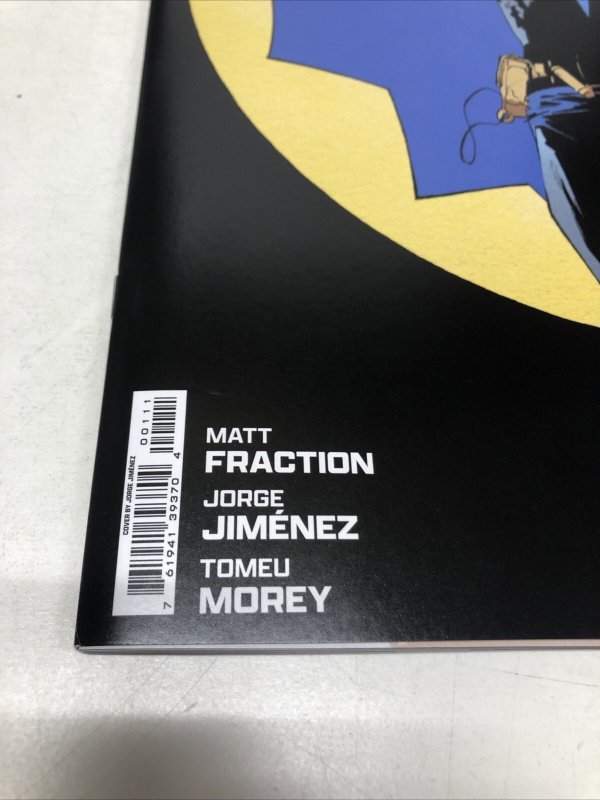 MATT
FRACTION
JORGE
JIMÉNEZ
TOMEU
MOREY
COVER BY JORGE JIMÉNEZ
7 61941 39370 4
00111